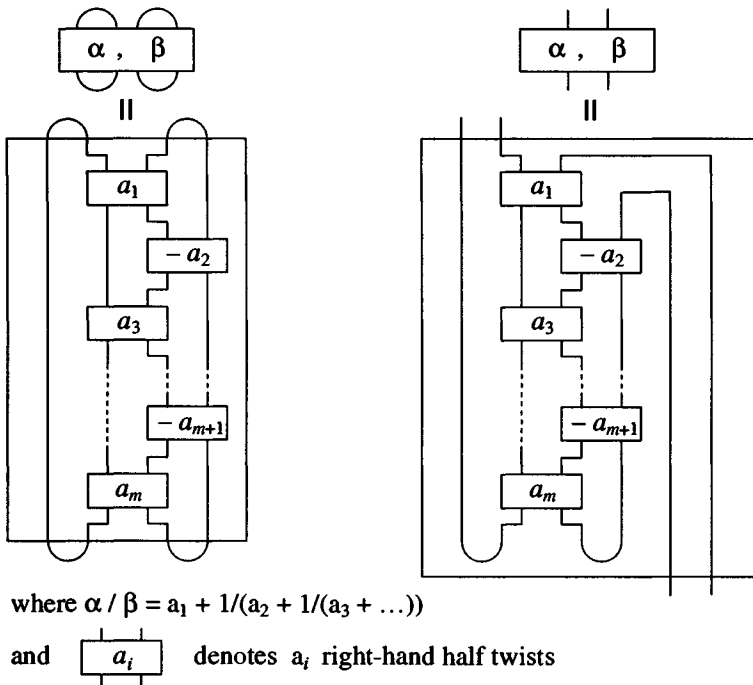 α , β
α , β
a₁
a₁
– a₂
– a₂
a₃
a₃
– aₘ₊₁
– aₘ₊₁
aₘ
aₘ
where α / β = a₁ + 1/(a₂ + 1/(a₃ + ...))
and aᵢ denotes aᵢ right-hand half twists